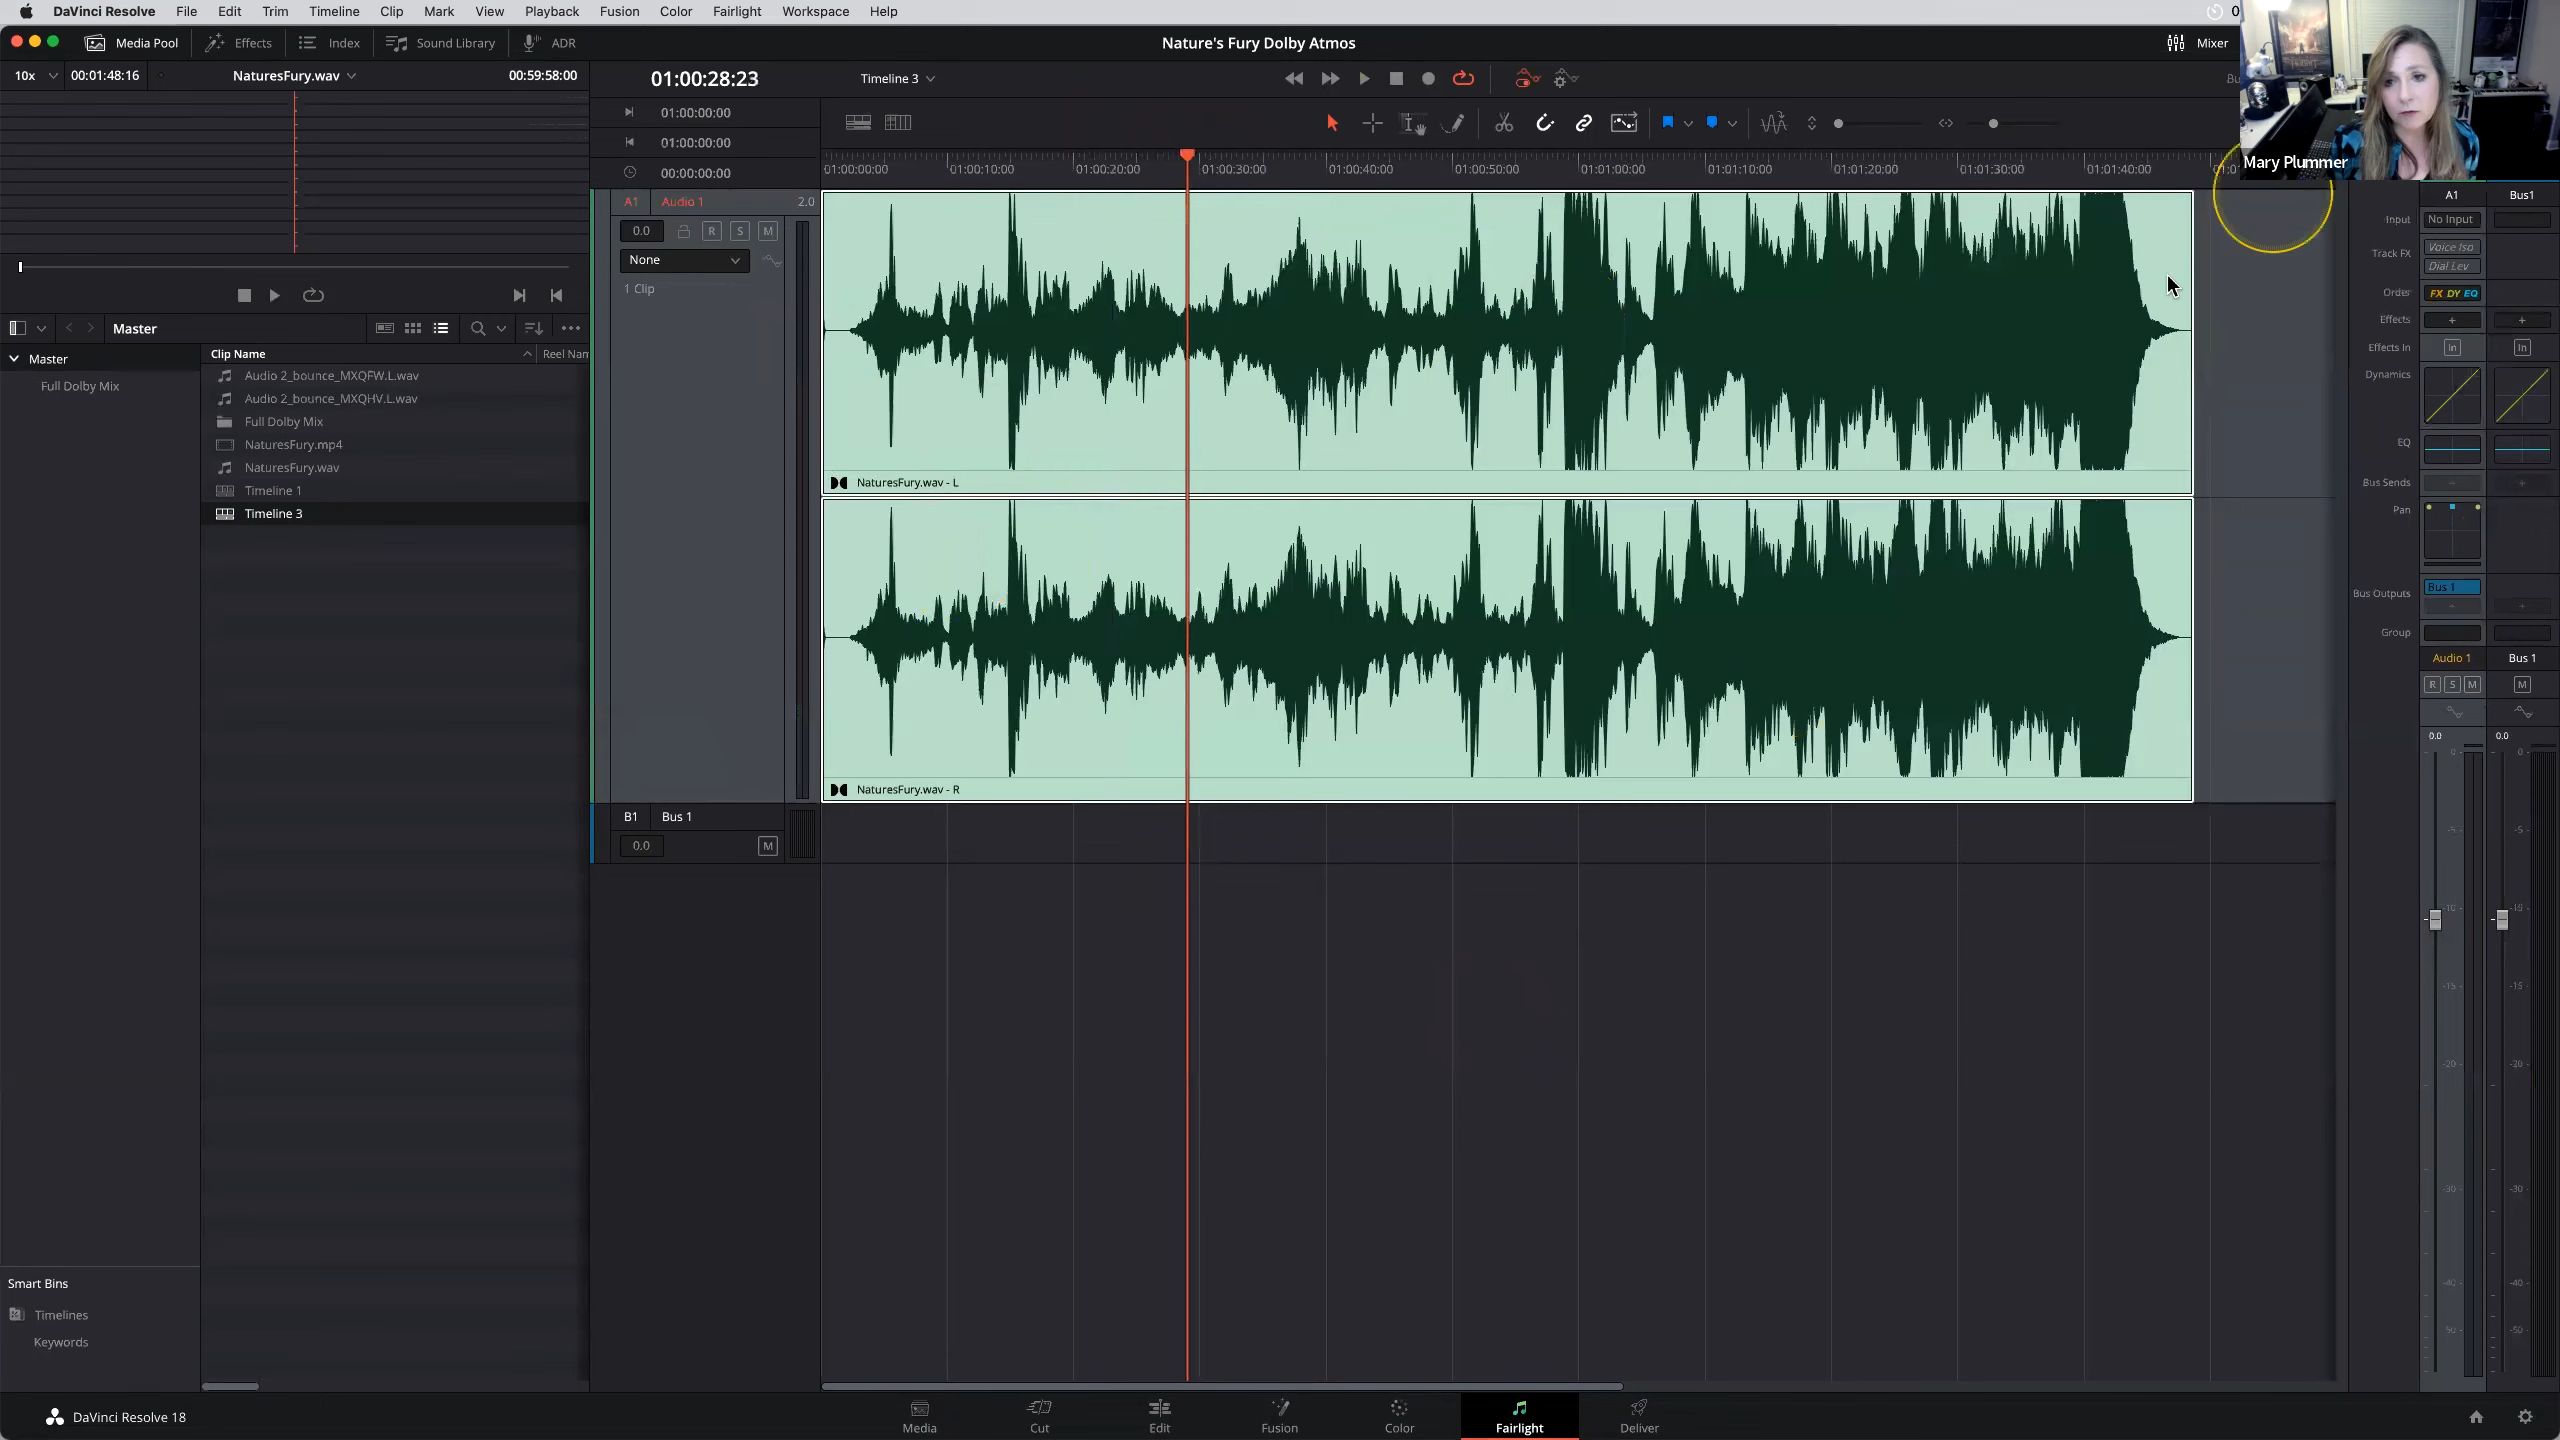 DaVinci Resolve File Edit Trim Timeline Clip Mark View Playback Fusion Color Fairlight Workspace Help
Media Pool Effects Index Sound Library ADR Nature's Fury Dolby Atmos Mixer
10x 00:01:48:16 NaturesFury.wav 00:59:58:00 01:00:28:23 Timeline 3
01:00:00:00
01:00:00:00
00:00:00:00
Mary Plummer
01:00:00:00 01:00:10:00 01:00:20:00 01:00:30:00 01:00:40:00 01:00:50:00 01:01:00:00 01:01:10:00 01:01:20:00 01:01:30:00 01:01:40:00
A1 Audio 1 2.0
0.0 R S M
None
1 Clip
NaturesFury.wav - L
NaturesFury.wav - R
B1 Bus 1
0.0 M
Master
Master
Full Dolby Mix
Clip Name
Audio 2_bounce_MXQFW.L.wav
Audio 2_bounce_MXQHV.L.wav
Full Dolby Mix
NaturesFury.mp4
NaturesFury.wav
Timeline 1
Timeline 3
Smart Bins
Timelines
Keywords
A1 Bus1
Input No Input
Track FX Voice Iso
Dial Lev
Order FX DY EQ
Effects + +
Effects In In In
Dynamics
EQ
Bus Sends
Pan
Bus Outputs Bus 1
Group
Audio 1 Bus 1
R S M M
0.0 0.0
DaVinci Resolve 18
Media Cut Edit Fusion Color Fairlight Deliver